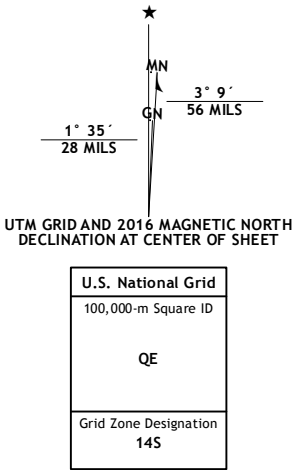 MN
3° 9´
56 MILS
GN
1° 35´
28 MILS
UTM GRID AND 2016 MAGNETIC NORTH
DECLINATION AT CENTER OF SHEET
U.S. National Grid
100,000-m Square ID
QE
Grid Zone Designation
14S